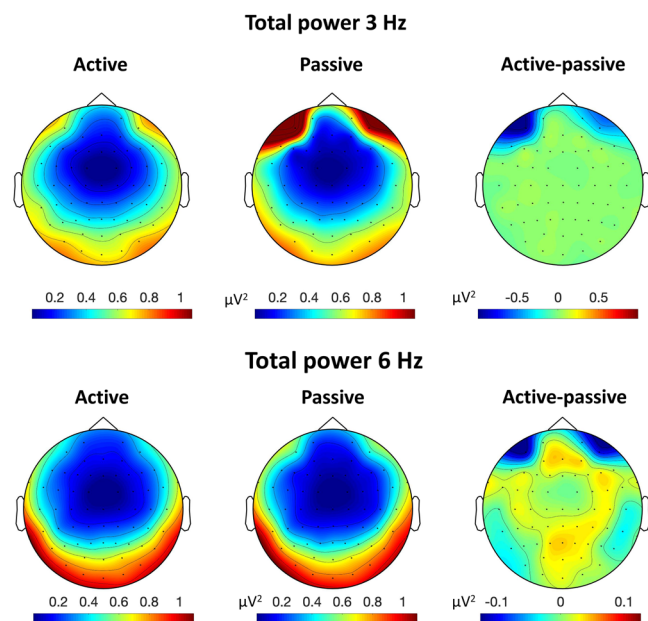 Total power 3 Hz
Active Passive Active-passive
0.2 0.4 0.6 0.8 1 µV² 0.2 0.4 0.6 0.8 1 µV² -0.5 0 0.5
Total power 6 Hz
Active Passive Active-passive
0.2 0.4 0.6 0.8 1 µV² 0.2 0.4 0.6 0.8 1 µV² -0.1 0 0.1